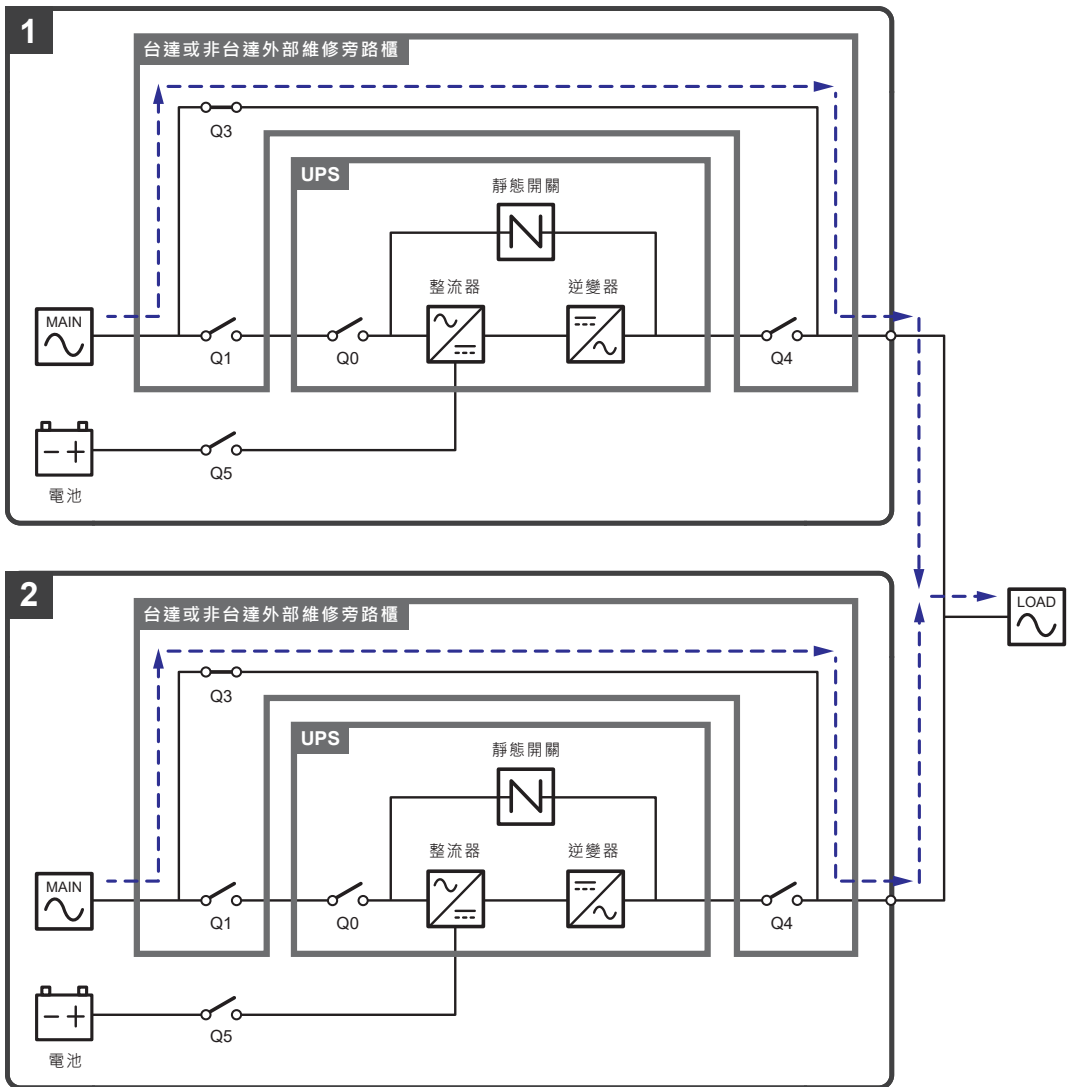 1
台達或非台達外部維修旁路櫃
Q3
UPS
靜態開關
整流器
逆變器
MAIN
Q1
Q0
Q4
Q5
電池
2
台達或非台達外部維修旁路櫃
LOAD
Q3
UPS
靜態開關
整流器
逆變器
MAIN
Q1
Q0
Q4
Q5
電池